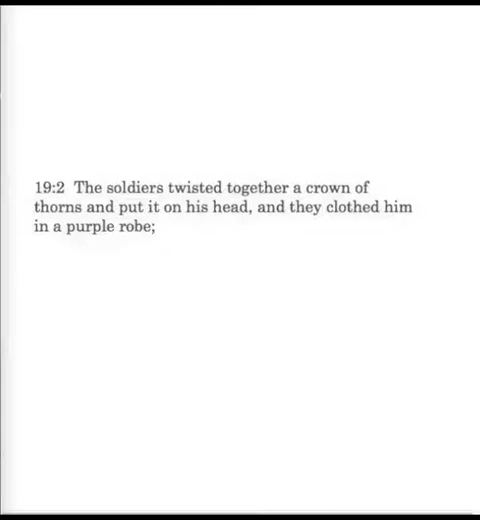 19:2 The soldiers twisted together a crown of
thorns and put it on his head, and they clothed him
in a purple robe;